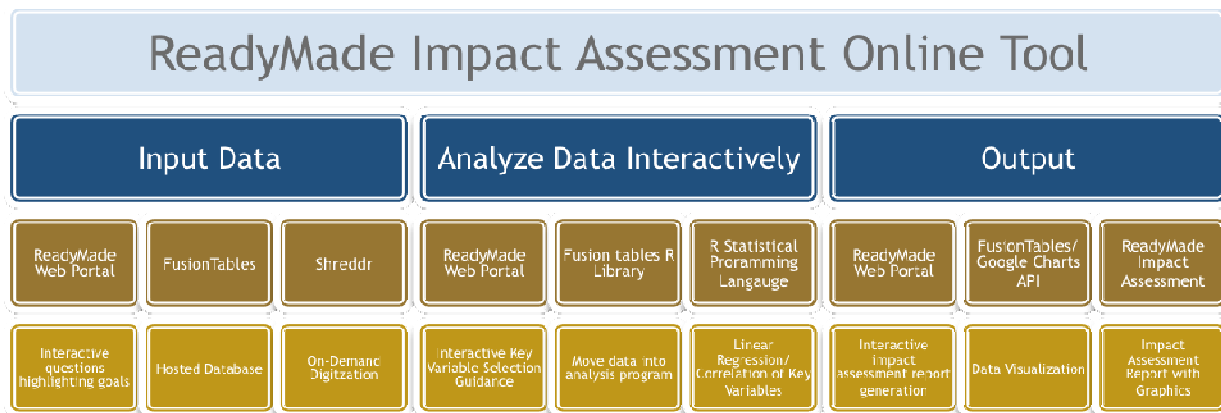 ReadyMade Impact Assessment Online Tool
Input Data
Analyze Data Interactively
Output
ReadyMade
Web Portal
FusionTables
Shreddr
ReadyMade
Web Portal
Fusion tables R
Library
R Statistical
Proramming
Langauge
ReadyMade
Web Portal
FusionTables/
Google Charts
API
ReadyMade
Impact
Assessment
Interactive
questions
highlighting goals
Hosted Database
On-Demand
Digitzation
Interactive Key
Variable Selection
Guidance
Move data into
analysis program
Linear
Regression/
Correlation of Key
Variables
Interactive
impact
assessment report
generation
Data Visualization
Impact
Assessment
Report with
Graphics